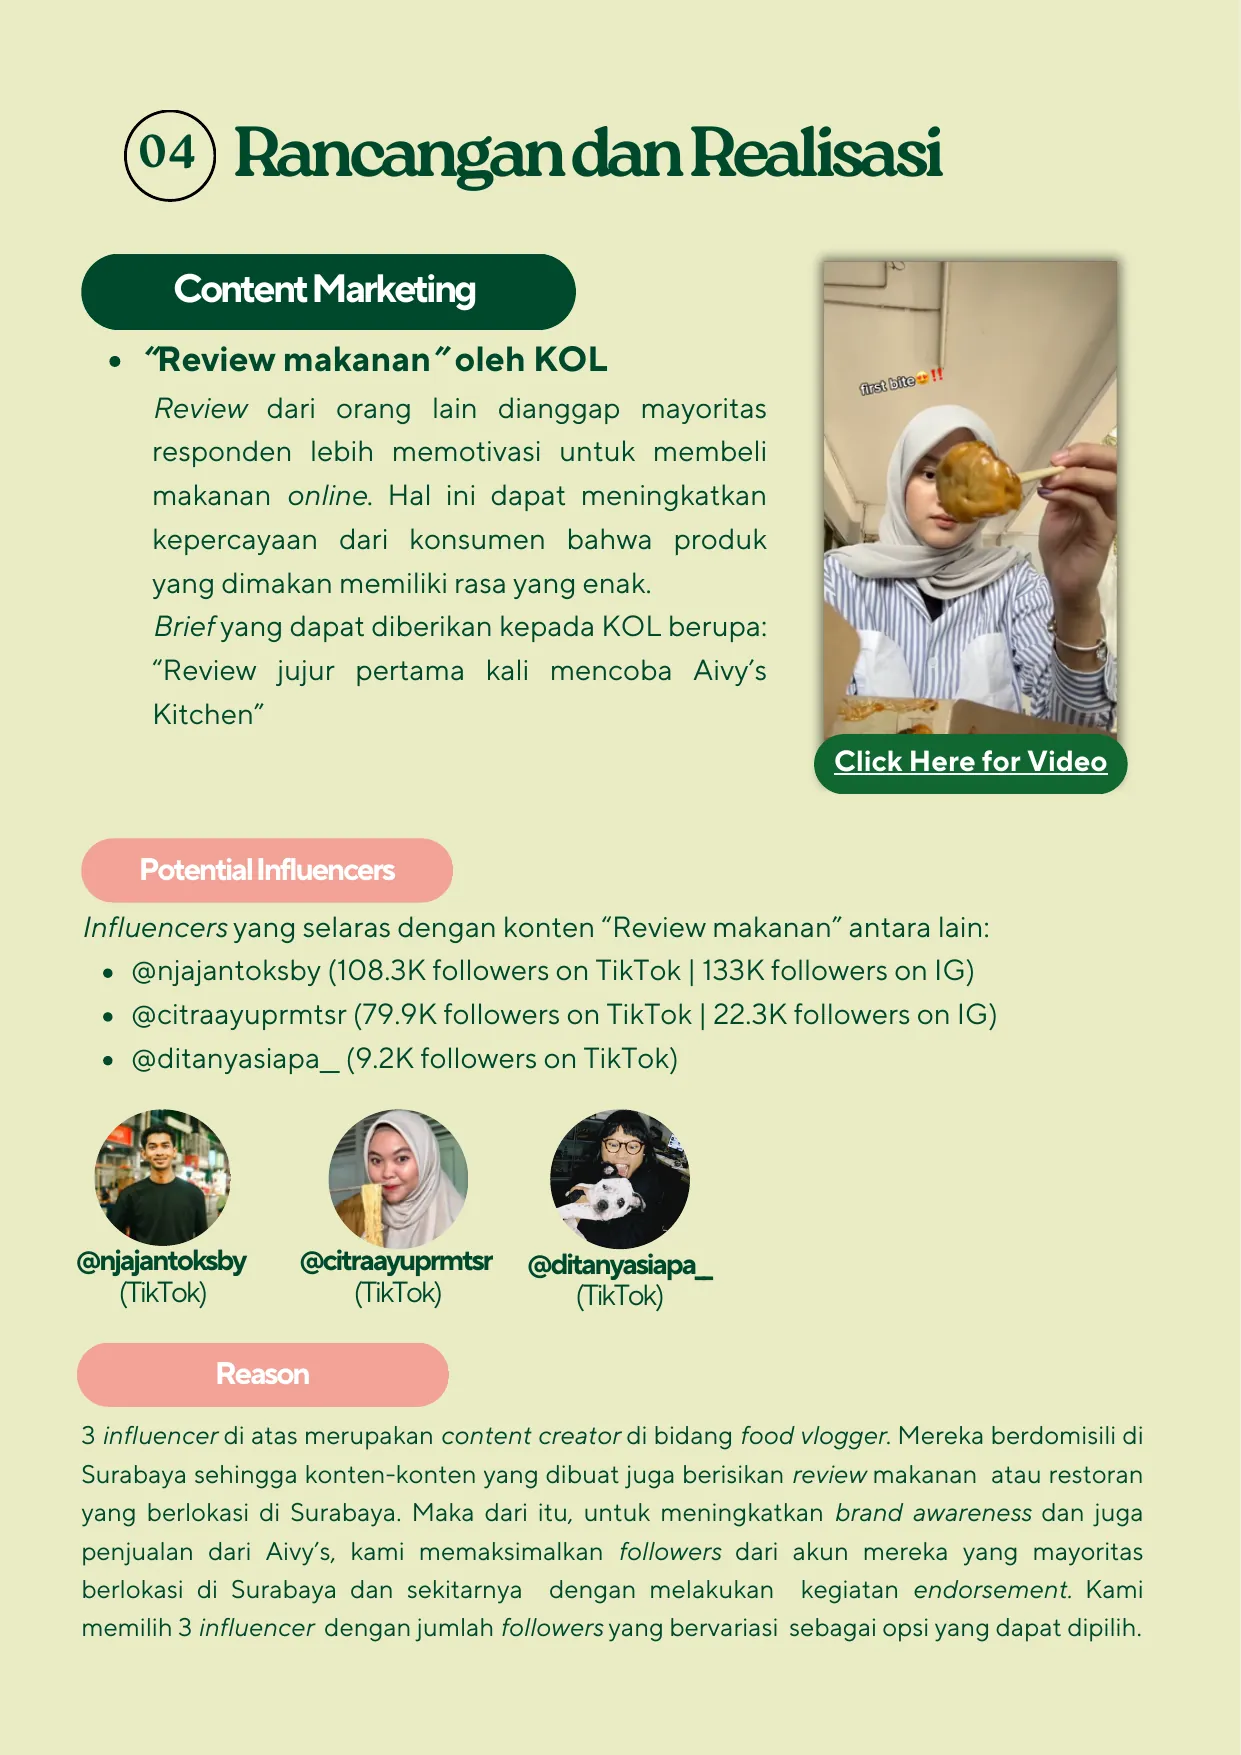 04 Rancangan dan Realisasi
Content Marketing
• “Review makanan” oleh KOL
Review dari orang lain dianggap mayoritas
responden lebih memotivasi untuk membeli
makanan online. Hal ini dapat meningkatkan
kepercayaan dari konsumen bahwa produk
yang dimakan memiliki rasa yang enak.
Brief yang dapat diberikan kepada KOL berupa:
“Review jujur pertama kali mencoba Aivy’s
Kitchen”
first bite😍‼️
Click Here for Video
Potential Influencers
Influencers yang selaras dengan konten “Review makanan” antara lain:
• @njajantoksby (108.3K followers on TikTok | 133K followers on IG)
• @citraayuprmtsr (79.9K followers on TikTok | 22.3K followers on IG)
• @ditanyasiapa__ (9.2K followers on TikTok)
@njajantoksby
(TikTok)
@citraayuprmtsr
(TikTok)
@ditanyasiapa__
(TikTok)
Reason
3 influencer di atas merupakan content creator di bidang food vlogger. Mereka berdomisili di
Surabaya sehingga konten-konten yang dibuat juga berisikan review makanan atau restoran
yang berlokasi di Surabaya. Maka dari itu, untuk meningkatkan brand awareness dan juga
penjualan dari Aivy’s, kami memaksimalkan followers dari akun mereka yang mayoritas
berlokasi di Surabaya dan sekitarnya dengan melakukan kegiatan endorsement. Kami
memilih 3 influencer dengan jumlah followers yang bervariasi sebagai opsi yang dapat dipilih.